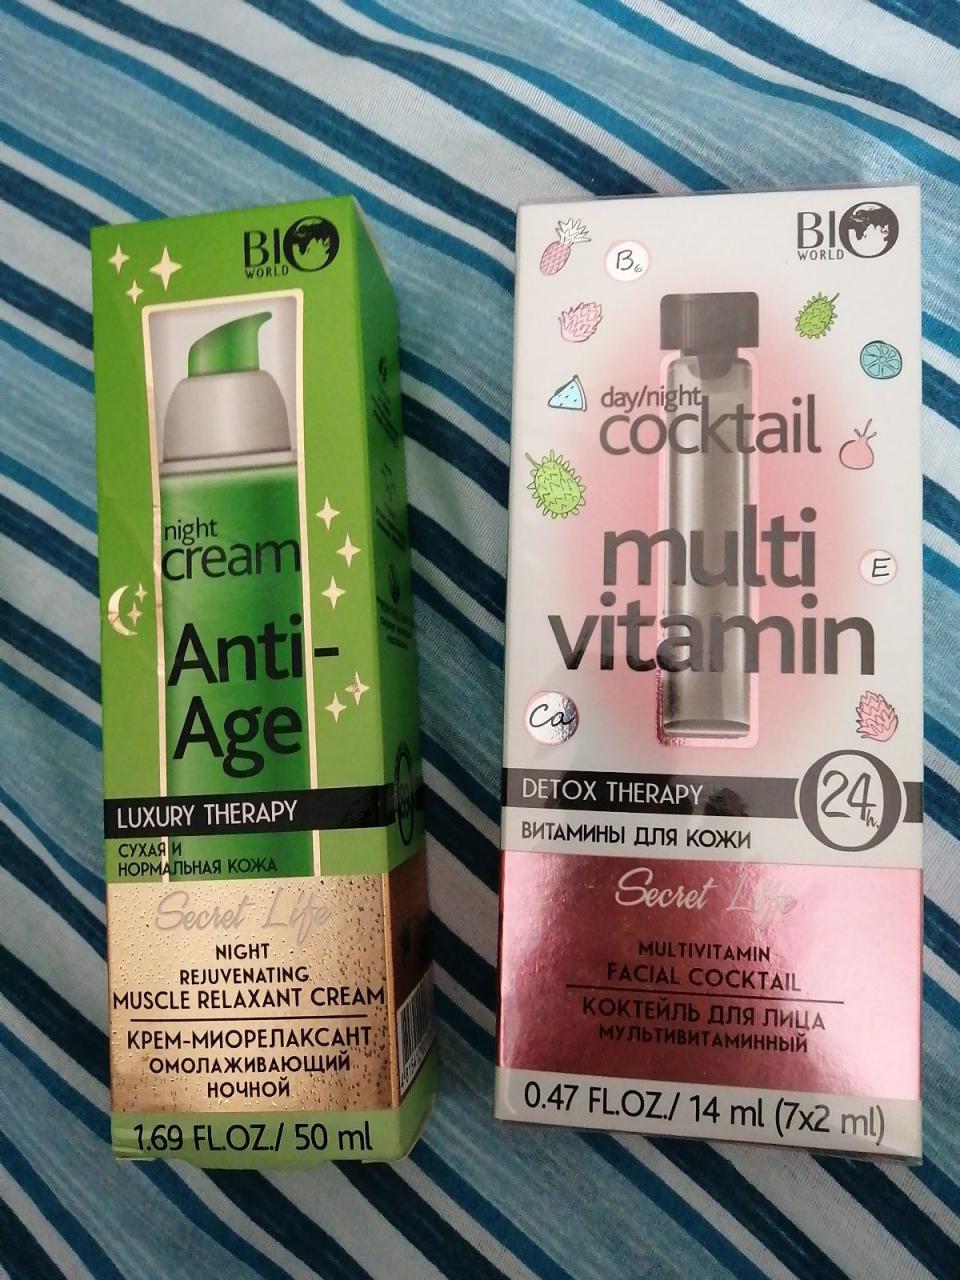 BIO
WORLD
night
cream
Anti-
Age
LUXURY THERAPY
СУХАЯ И
НОРМАЛЬНАЯ КОЖА
Secret Life
NIGHT
REJUVENATING
MUSCLE RELAXANT CREAM
КРЕМ-МИОРЕЛАКСАНТ
ОМОЛАЖИВАЮЩИЙ
НОЧНОЙ
1.69 FL.OZ./ 50 ml
BIO
WORLD
B6
day/night
cocktail
multi
vitamin
E
Ca
DETOX THERAPY
24h.
ВИТАМИНЫ ДЛЯ КОЖИ
Secret Life
MULTIVITAMIN
FACIAL COCKTAIL
КОКТЕЙЛЬ ДЛЯ ЛИЦА
МУЛЬТИВИТАМИННЫЙ
0.47 FL.OZ./ 14 ml (7x2 ml)